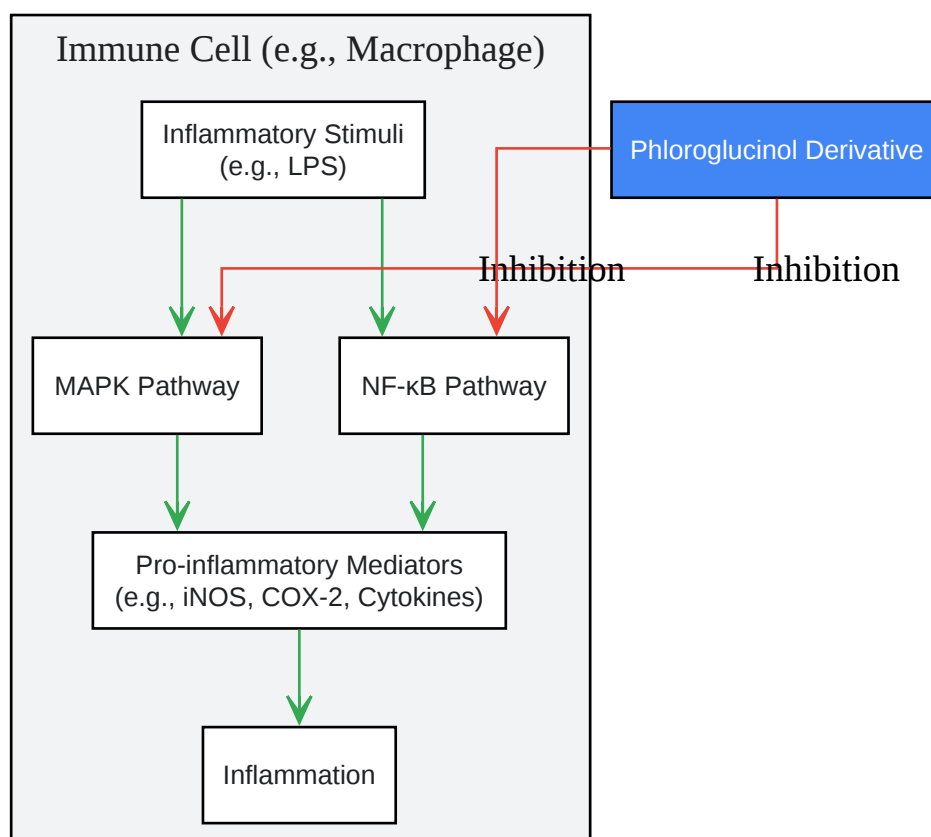 Immune Cell (e.g., Macrophage)
Inflammatory Stimuli
(e.g., LPS)
Phloroglucinol Derivative
Inhibition
Inhibition
MAPK Pathway
NF-κB Pathway
Pro-inflammatory Mediators
(e.g., iNOS, COX-2, Cytokines)
Inflammation